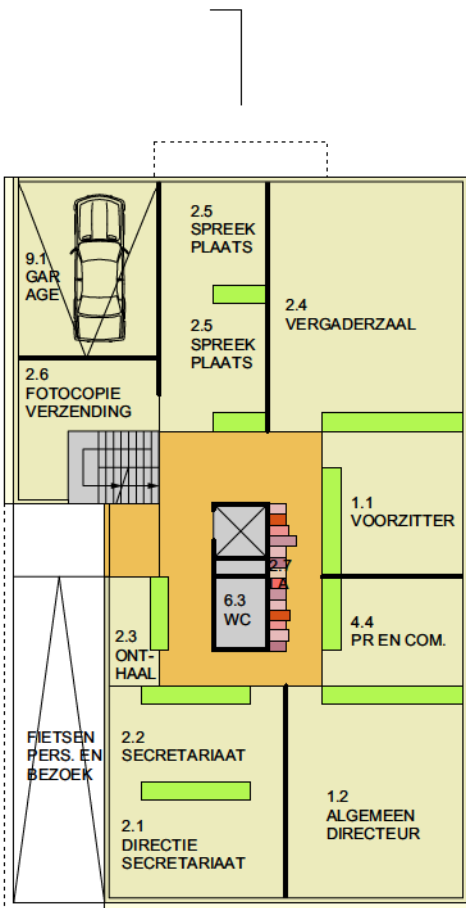 2.5
SPREEK
PLAATS
9.1
GAR
AGE
2.4
VERGADERZAAL
2.5
SPREEK
PLAATS
2.6
FOTOCOPIE
VERZENDING
1.1
VOORZITTER
2.7
LA
6.3
WC
4.4
PR EN COM.
2.3
ONT-
HAAL
FIETSEN
PERS. EN
BEZOEK
2.2
SECRETARIAAT
2.1
DIRECTIE
SECRETARIAAT
1.2
ALGEMEEN
DIRECTEUR